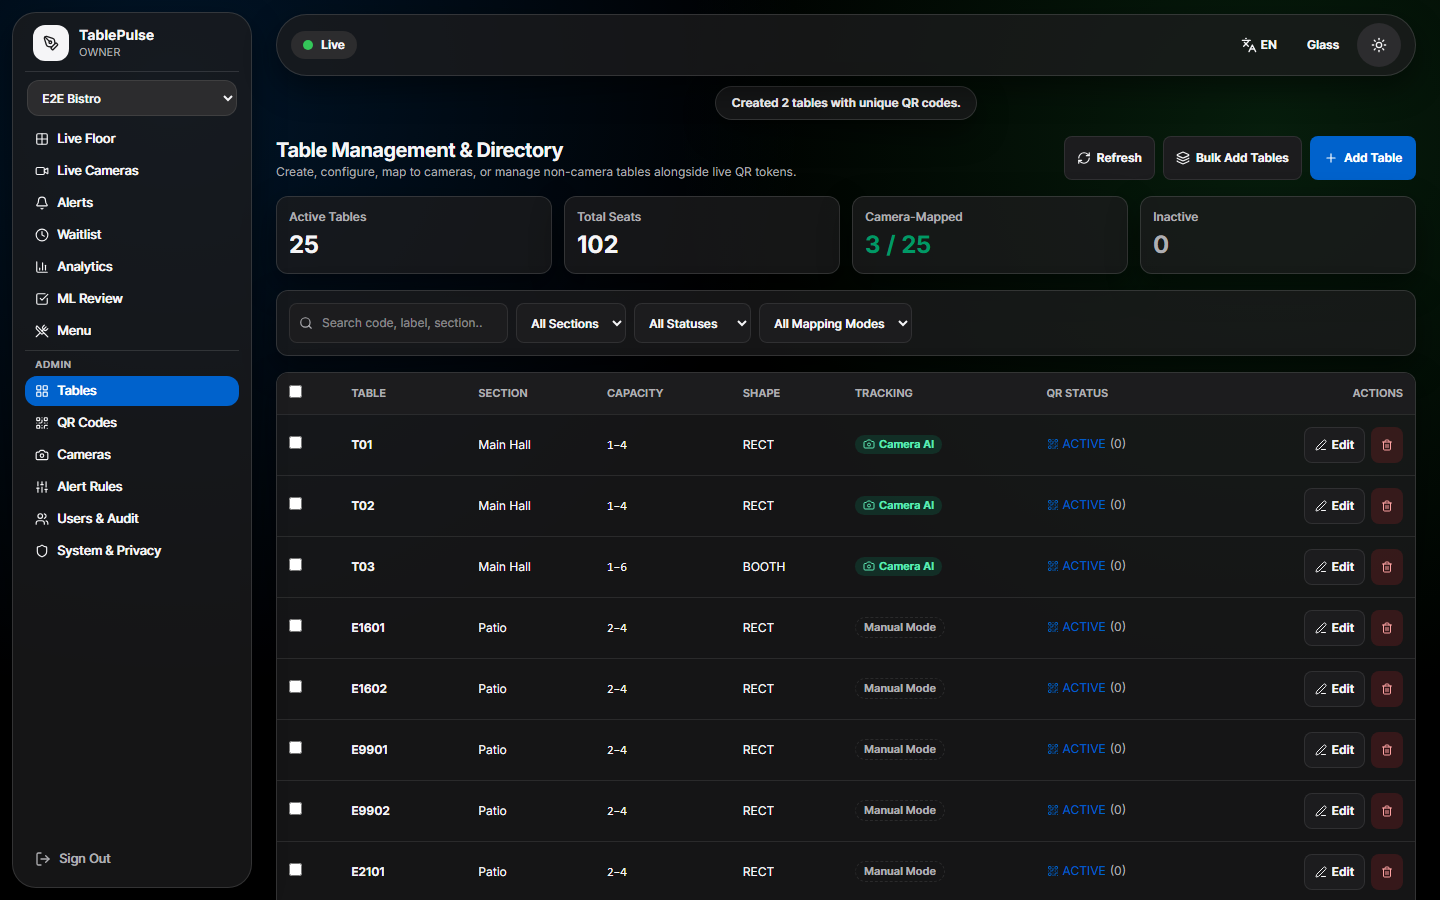 TablePulse
OWNER
E2E Bistro
Live Floor
Live Cameras
Alerts
Waitlist
Analytics
ML Review
Menu
ADMIN
Tables
QR Codes
Cameras
Alert Rules
Users & Audit
System & Privacy
Sign Out
Live
EN
Glass
Created 2 tables with unique QR codes.
Table Management & Directory
Create, configure, map to cameras, or manage non-camera tables alongside live QR tokens.
Refresh
Bulk Add Tables
Add Table
Active Tables
25
Total Seats
102
Camera-Mapped
3 / 25
Inactive
0
Search code, label, section..
All Sections
All Statuses
All Mapping Modes
TABLE SECTION CAPACITY SHAPE TRACKING QR STATUS ACTIONS
T01 Main Hall 1–4 RECT Camera AI ACTIVE (0) Edit
T02 Main Hall 1–4 RECT Camera AI ACTIVE (0) Edit
T03 Main Hall 1–6 BOOTH Camera AI ACTIVE (0) Edit
E1601 Patio 2–4 RECT Manual Mode ACTIVE (0) Edit
E1602 Patio 2–4 RECT Manual Mode ACTIVE (0) Edit
E9901 Patio 2–4 RECT Manual Mode ACTIVE (0) Edit
E9902 Patio 2–4 RECT Manual Mode ACTIVE (0) Edit
E2101 Patio 2–4 RECT Manual Mode ACTIVE (0) Edit